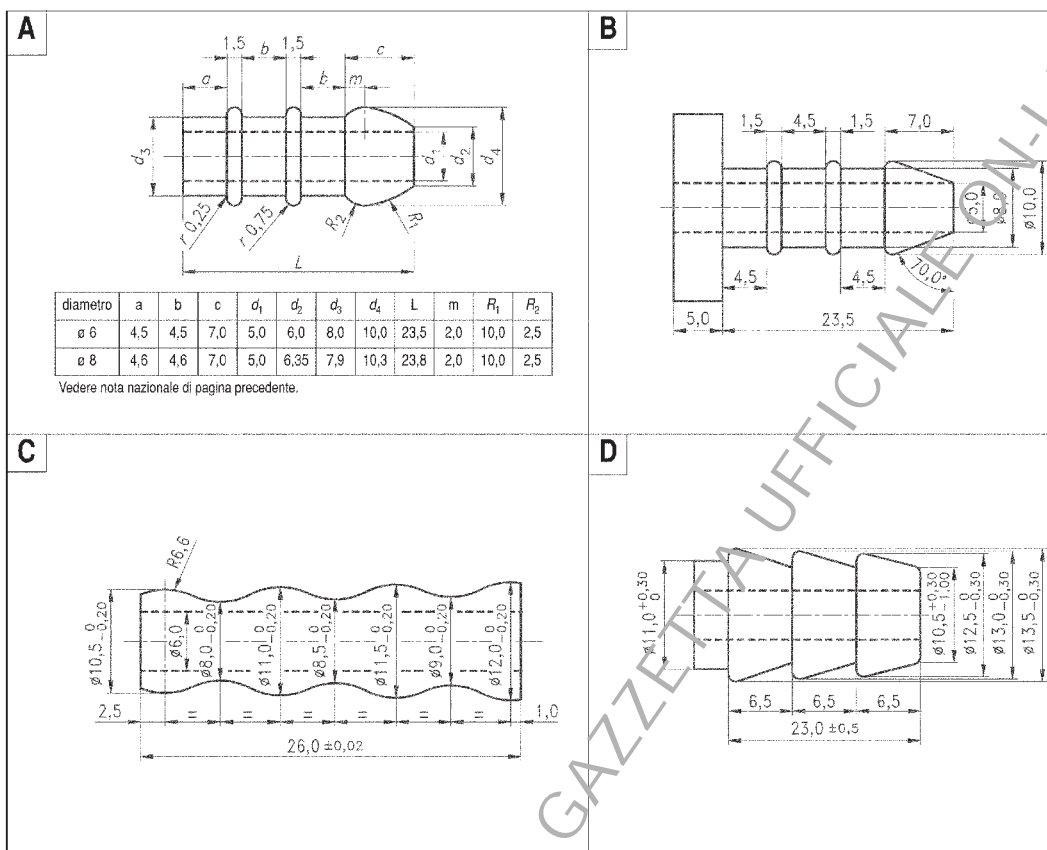 A
1,5 b 1,5 c
a b m
d3 d1 d2 d4
r 0,25 r 0,75 R2 R1
L
diametro a b c d1 d2 d3 d4 L m R1 R2
ø 6 4,5 4,5 7,0 5,0 6,0 8,0 10,0 23,5 2,0 10,0 2,5
ø 8 4,6 4,6 7,0 5,0 6,35 7,9 10,3 23,8 2,0 10,0 2,5
Vedere nota nazionale di pagina precedente.
B
1,5 4,5 1,5 7,0
ø5,0 ø8,0 ø10,0
70,0°
4,5 4,5
5,0 23,5
C
R6,6
ø10,5 0 -0,20
ø6,0
ø8,0 0 -0,20
ø11,0 0 -0,20
ø8,5 0 -0,20
ø11,5 0 -0,20
ø9,0 0 -0,20
ø12,0 0 -0,20
2,5 = = = = = = 1,0
26,0 ±0,02
D
ø11,0 +0,30 0
ø10,5 +0,30 -1,00
ø12,5 0 -0,30
ø13,0 0 -0,30
ø13,5 0 -0,30
6,5 6,5 6,5
23,0 ±0,5
GAZZETTA UFFICIALE ON-L